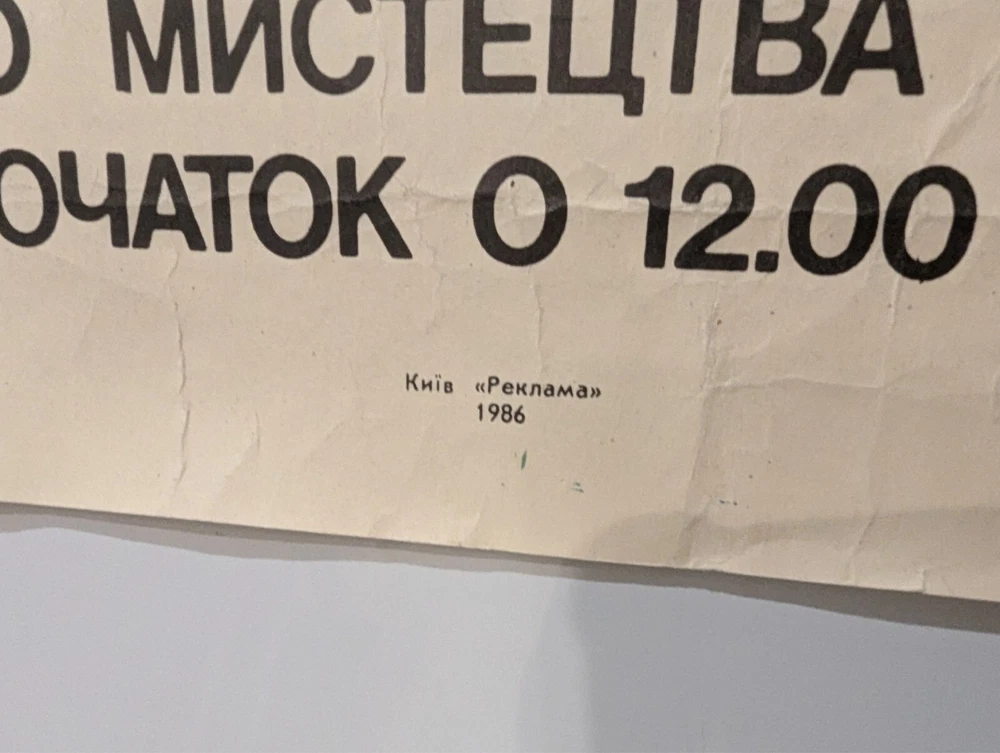 МИСТЕЦТВА
ОЧАТОК О 12.00
Київ «Реклама»
1986